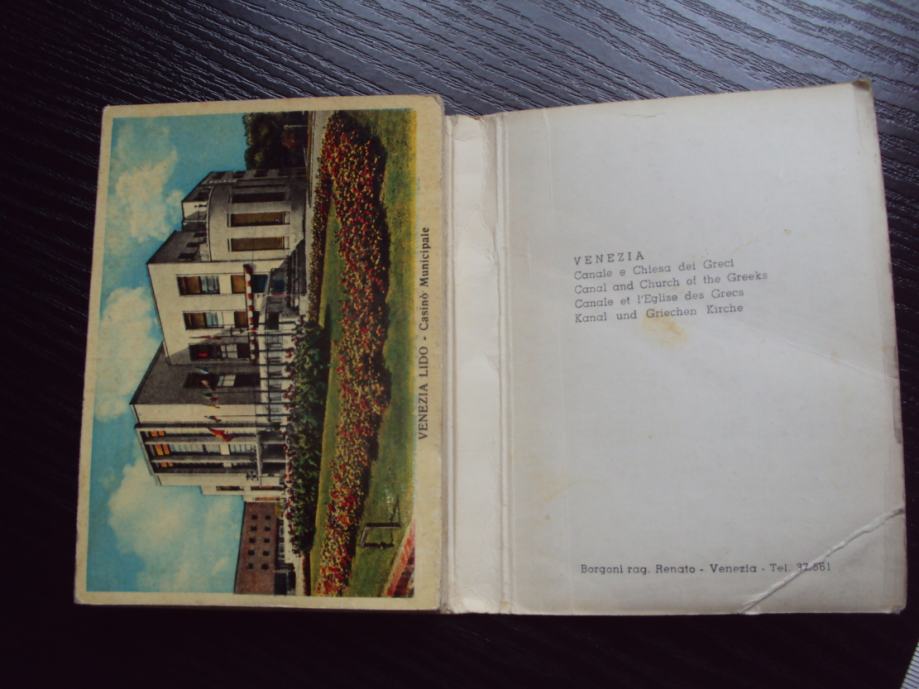 VENEZIA LIDO - Casinò Municipale
VENEZIA
Canale e Chiesa dei Greci
Canal and Church of the Greeks
Canale et l'Eglise des Grecs
Kanal und Griechen Kirche
Borgoni rag. Renato - Venezia - Tel. 37.561